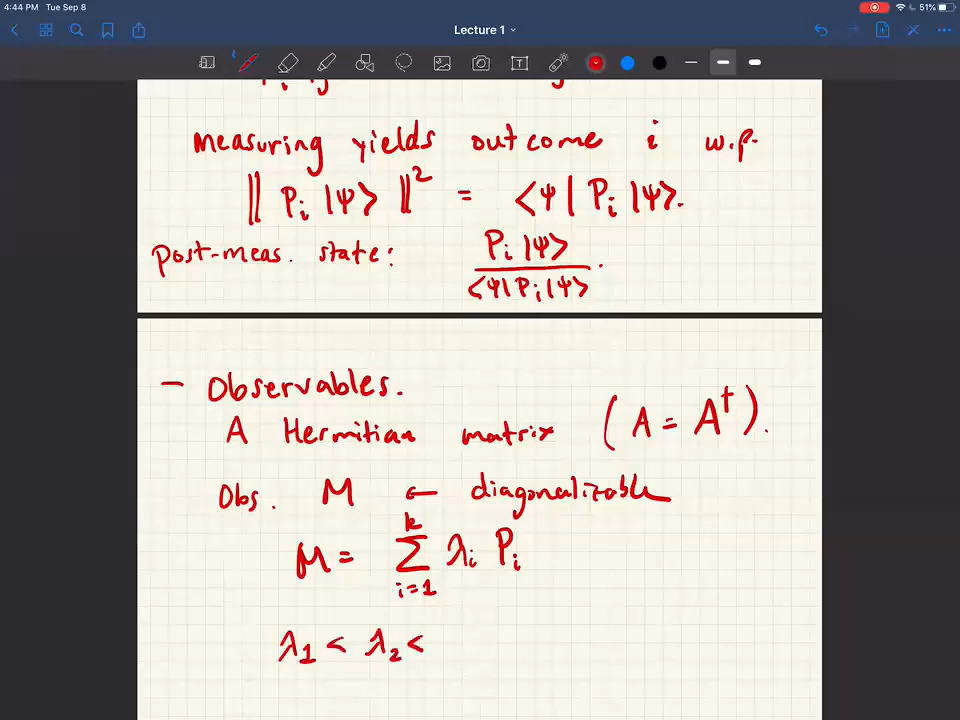 4:44 PM Tue Sep 8
51%
Lecture 1
measuring yields outcome i w.p.
‖ Pᵢ |ψ⟩ ‖² = ⟨ψ| Pᵢ |ψ⟩.
post-meas. state: Pᵢ |ψ⟩ / ⟨ψ|Pᵢ|ψ⟩ .
– Observables.
A Hermitian matrix (A = A†).
Obs. M ← diagonalizable
M = ∑ᵢ₌₁ᵏ λᵢ Pᵢ
λ₁ < λ₂ <